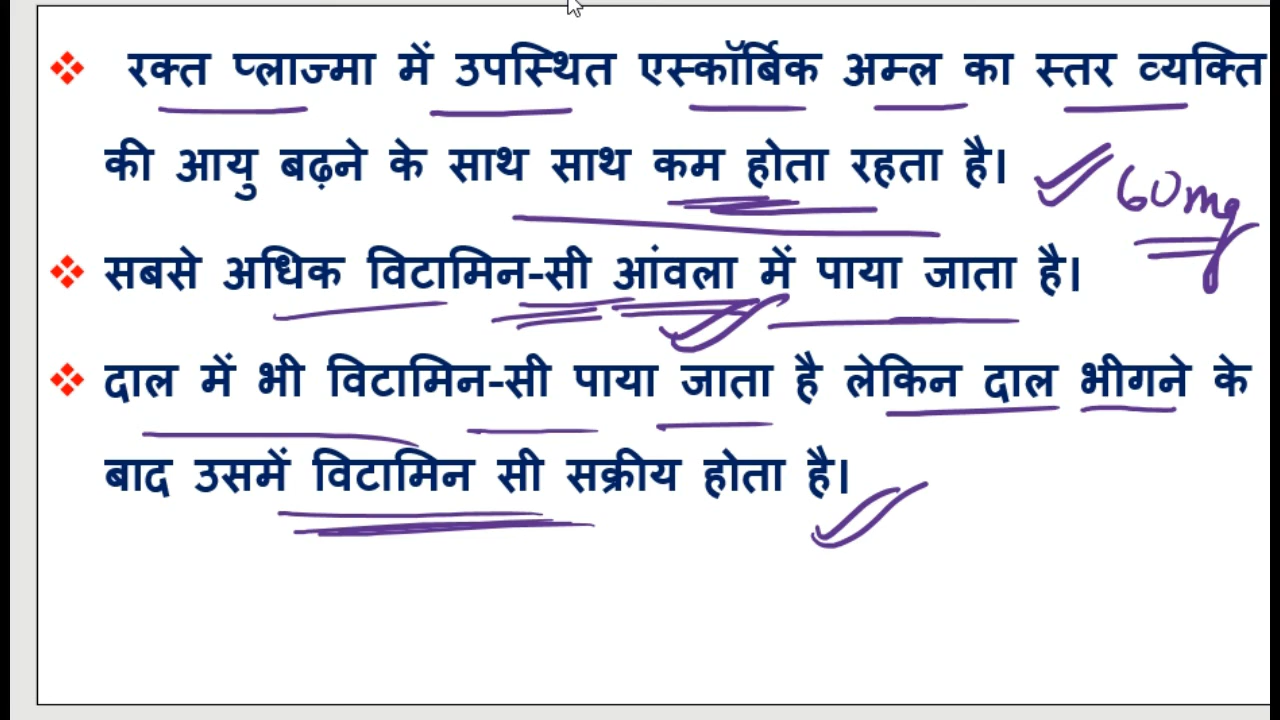 ❖ रक्त प्लाज्मा में उपस्थित एस्कॉर्बिक अम्ल का स्तर व्यक्ति
की आयु बढ़ने के साथ साथ कम होता रहता है।
60mg
❖ सबसे अधिक विटामिन-सी आंवला में पाया जाता है।
❖ दाल में भी विटामिन-सी पाया जाता है लेकिन दाल भीगने के
बाद उसमें विटामिन सी सक्रीय होता है।